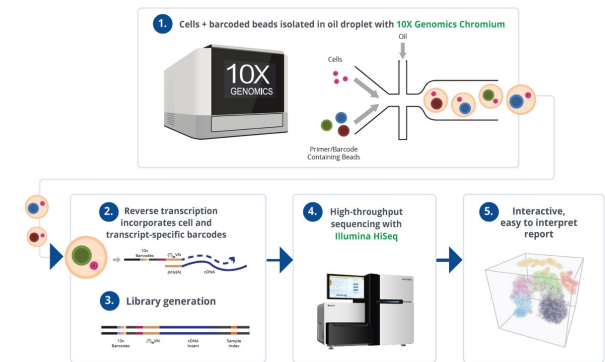 1. Cells + barcoded beads isolated in oil droplet with 10X Genomics Chromium
Oil
Cells
10X
GENOMICS
Primer/Barcode
Containing Beads
2. Reverse transcription
incorporates cell and
transcript-specific barcodes
10x
Barcodes
(T)₃₀VN
poly(A)
cDNA
3. Library generation
10x
Barcodes
(T)₃₀VN
cDNA
Insert
Sample
Index
4. High-throughput
sequencing with
Illumina HiSeq
5. Interactive,
easy to interpret
report